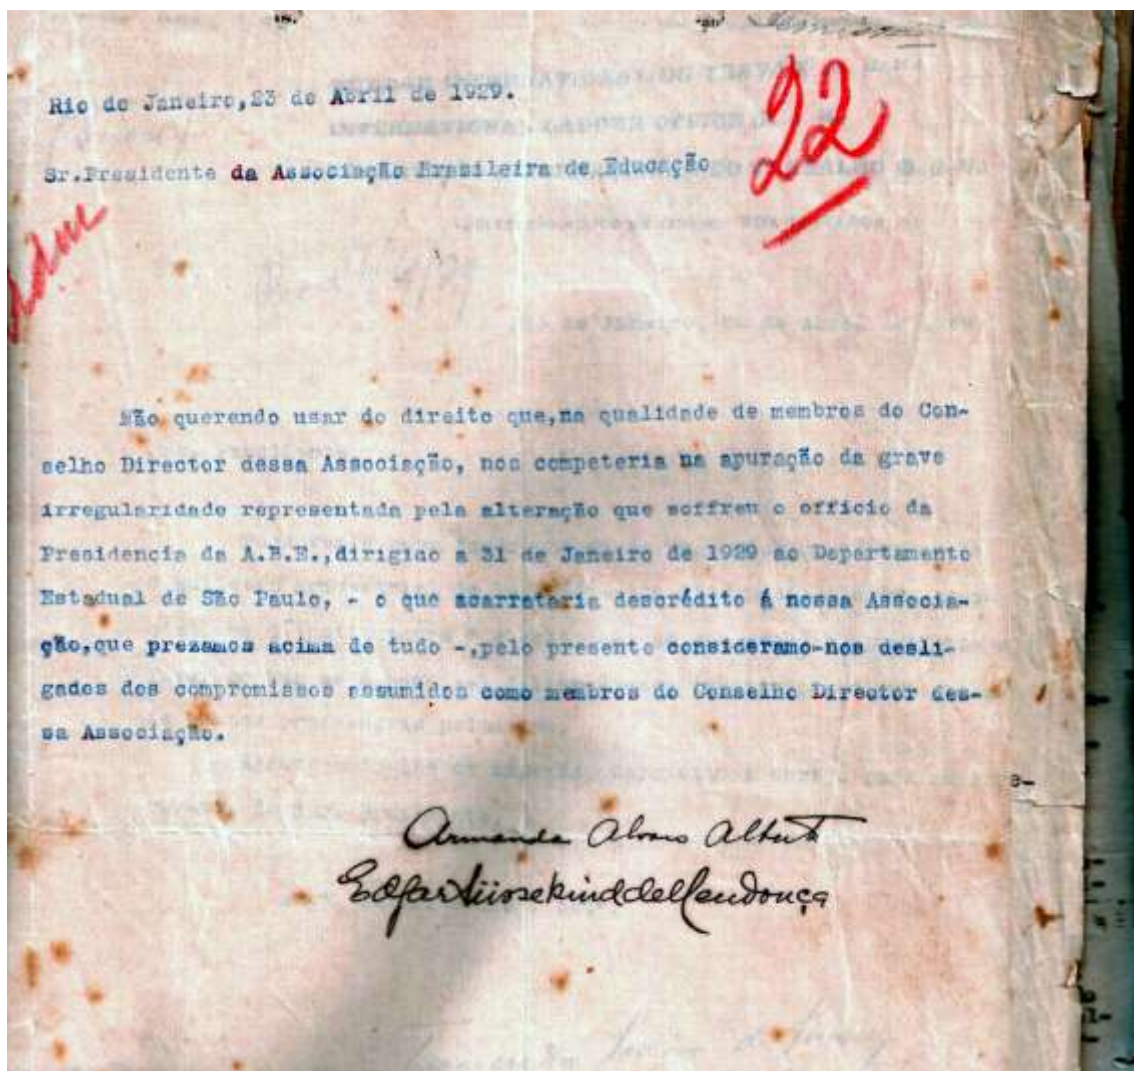 22
Rio de Janeiro,23 de Abril de 1929.
Sr.Presidente da Associação Brasileira de Educação
Não querendo usar do direito que,na qualidade de membros do Con-
selho Director dessa Associação, nos competeria na apuração da grave
irregularidade representada pela alteração que soffreu o officio da
Presidencia da A.B.E.,dirigido a 31 de Janeiro de 1929 ao Departamento
Estadual de São Paulo, - o que acarretaria descrédito á nossa Associa-
ção,que prezamos acima de tudo -,pelo presente consideramo-nos desli-
gados dos compromissos assumidos como membros do Conselho Director des-
sa Associação.
Armanda Alvaro Alberto
Edgar Süssekind de Mendonça